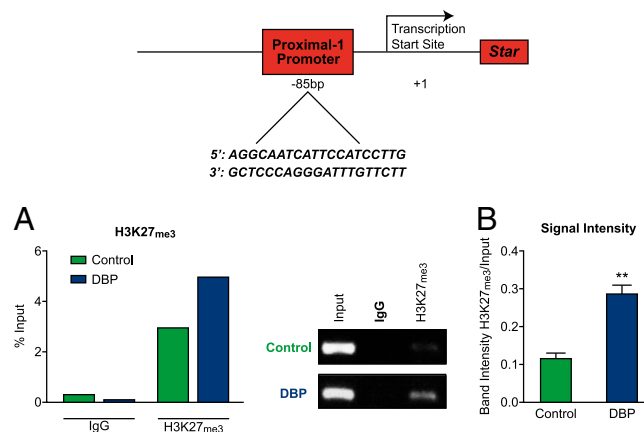 Transcription
Start Site
Proximal-1
Promoter
Star
-85bp
+1
5': AGGCAATCATTCCATCCTTG
3': GCTCCCAGGGATTTGTTCTT
A
H3K27me3
Control
DBP
% Input
6
4
2
0
IgG
H3K27me3
Input
IgG
H3K27me3
Control
DBP
B
Signal Intensity
Band Intensity H3K27me3/Input
0.4
0.3
0.2
0.1
0.0
**
Control
DBP